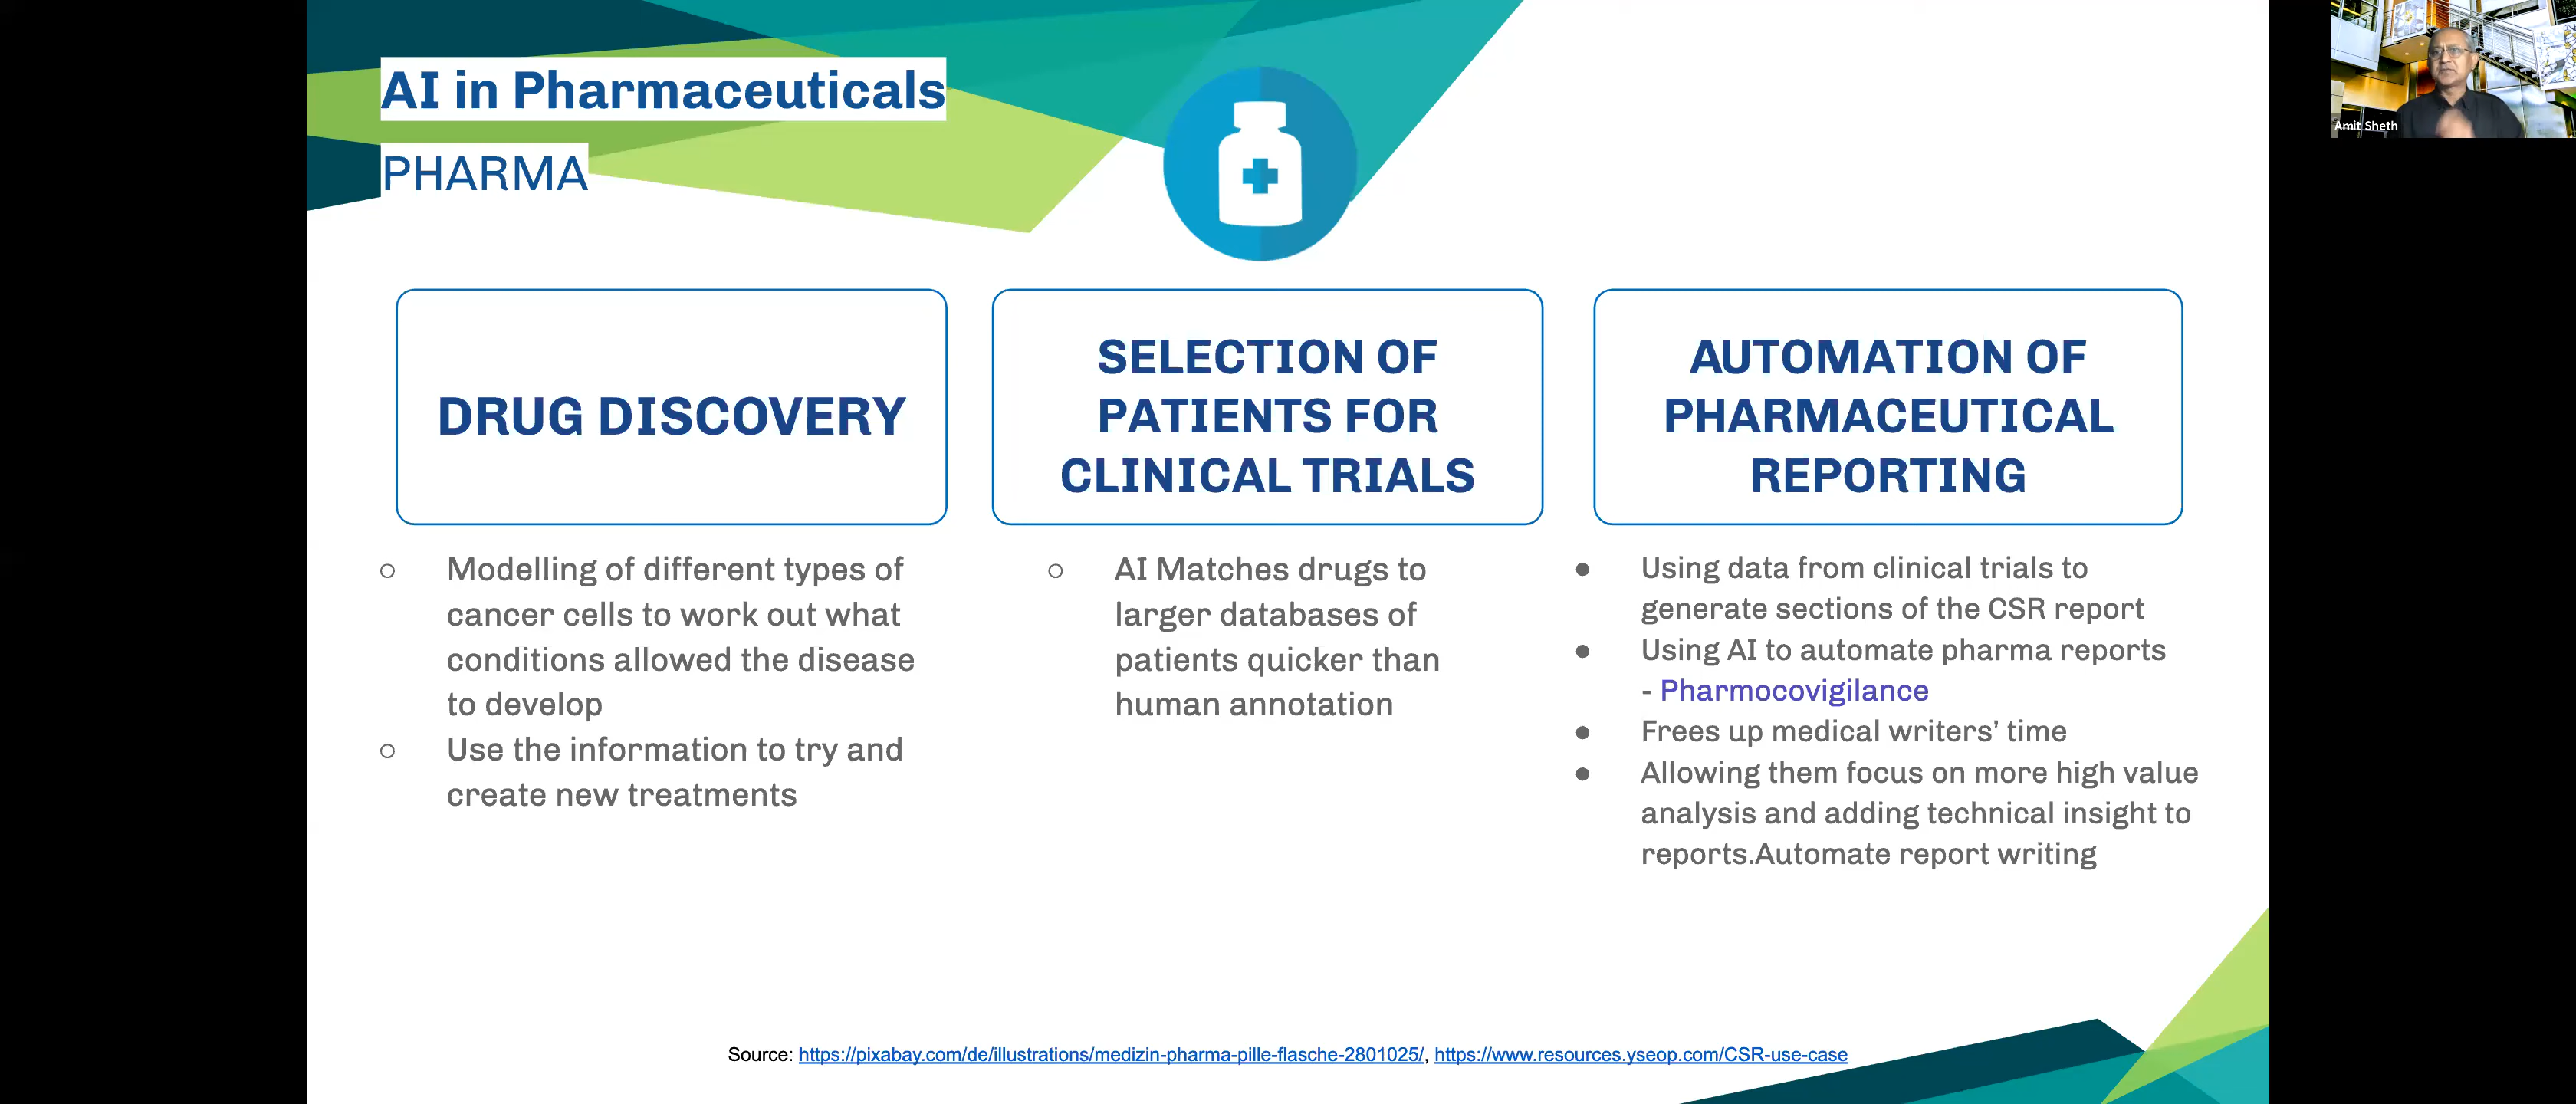 AI in Pharmaceuticals
PHARMA
Amit Sheth
DRUG DISCOVERY
SELECTION OF
PATIENTS FOR
CLINICAL TRIALS
AUTOMATION OF
PHARMACEUTICAL
REPORTING
Modelling of different types of
cancer cells to work out what
conditions allowed the disease
to develop
Use the information to try and
create new treatments
AI Matches drugs to
larger databases of
patients quicker than
human annotation
Using data from clinical trials to
generate sections of the CSR report
Using AI to automate pharma reports
- Pharmocovigilance
Frees up medical writers’ time
Allowing them focus on more high value
analysis and adding technical insight to
reports.Automate report writing
Source: https://pixabay.com/de/illustrations/medizin-pharma-pille-flasche-2801025/, https://www.resources.yseop.com/CSR-use-case